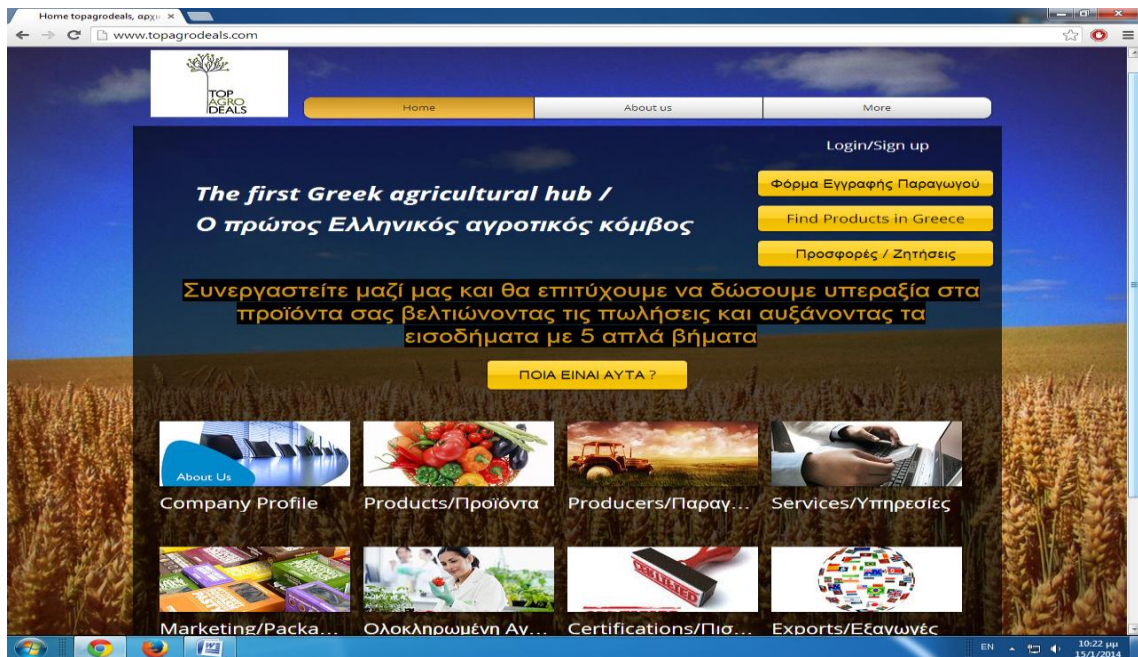 Home topagrodeals, αρχι
www.topagrodeals.com
TOP
AGRO
DEALS
Home
About us
More
Login/Sign up
The first Greek agricultural hub /
Ο πρώτος Ελληνικός αγροτικός κόμβος
Φόρμα Εγγραφής Παραγωγού
Find Products in Greece
Προσφορές / Ζητήσεις
Συνεργαστείτε μαζί μας και θα επιτύχουμε να δώσουμε υπεραξία στα
προϊόντα σας βελτιώνοντας τις πωλήσεις και αυξάνοντας τα
εισοδήματα με 5 απλά βήματα
ΠΟΙΑ ΕΙΝΑΙ ΑΥΤΑ ?
About Us
Company Profile
Products/Προϊόντα
Producers/Παραγ...
Services/Υπηρεσίες
CERTIFIED
Marketing/Packa...
Ολοκληρωμένη Αγ...
Certifications/Πισ...
Exports/Εξαγωγές
EN
10:22 μμ
15/1/2014